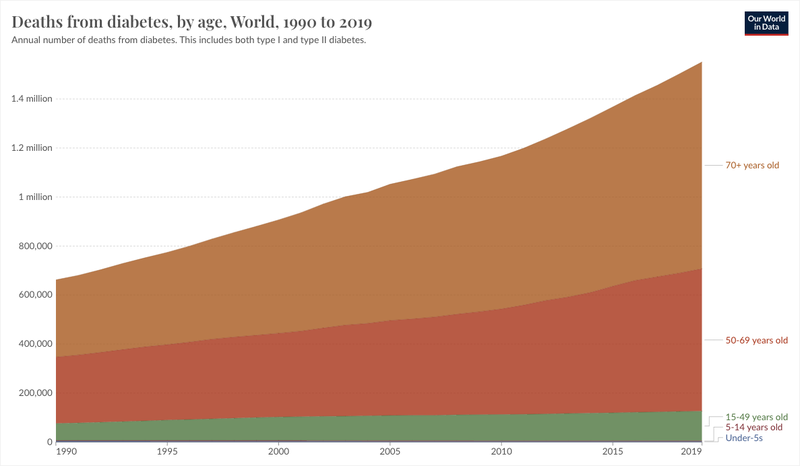 Deaths from diabetes, by age, World, 1990 to 2019
Annual number of deaths from diabetes. This includes both type I and type II diabetes.
Our World
in Data
1.4 million
1.2 million
1 million
800,000
600,000
400,000
200,000
0
70+ years old
50-69 years old
15-49 years old
5-14 years old
Under-5s
1990
1995
2000
2005
2010
2015
2019